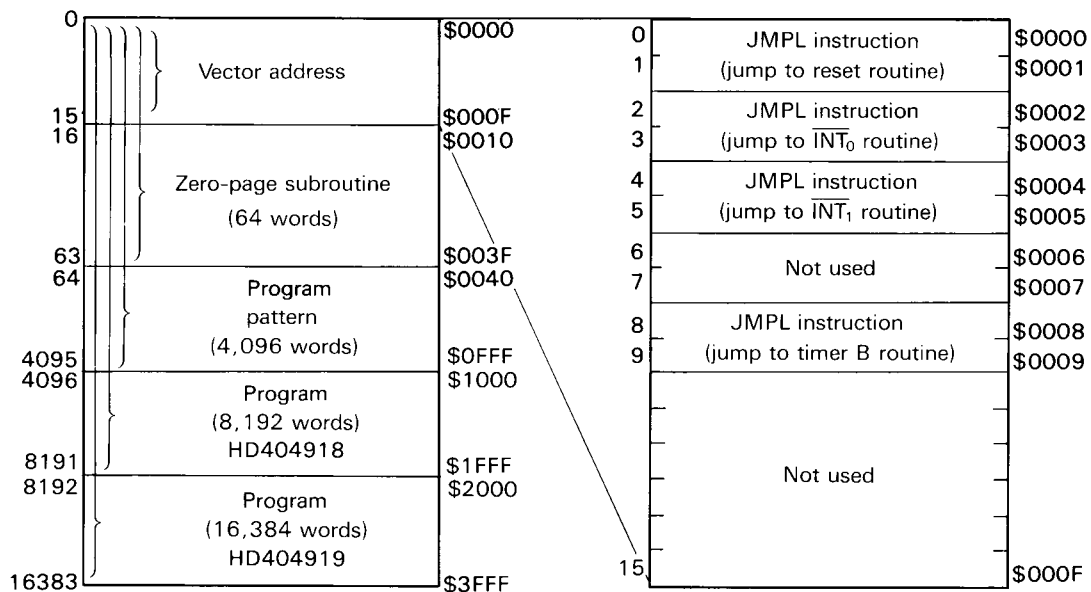 0
$0000
Vector address
15
$000F
16
$0010
Zero-page subroutine
(64 words)
63
$003F
64
$0040
Program
pattern
(4,096 words)
4095
$0FFF
4096
$1000
Program
(8,192 words)
HD404918
8191
$1FFF
8192
$2000
Program
(16,384 words)
HD404919
16383
$3FFF
0
JMPL instruction
$0000
1
(jump to reset routine)
$0001
2
JMPL instruction
$0002
3
(jump to I̅N̅T̅₀ routine)
$0003
4
JMPL instruction
$0004
5
(jump to I̅N̅T̅₁ routine)
$0005
6
$0006
Not used
7
$0007
8
JMPL instruction
$0008
9
(jump to timer B routine)
$0009
Not used
15
$000F